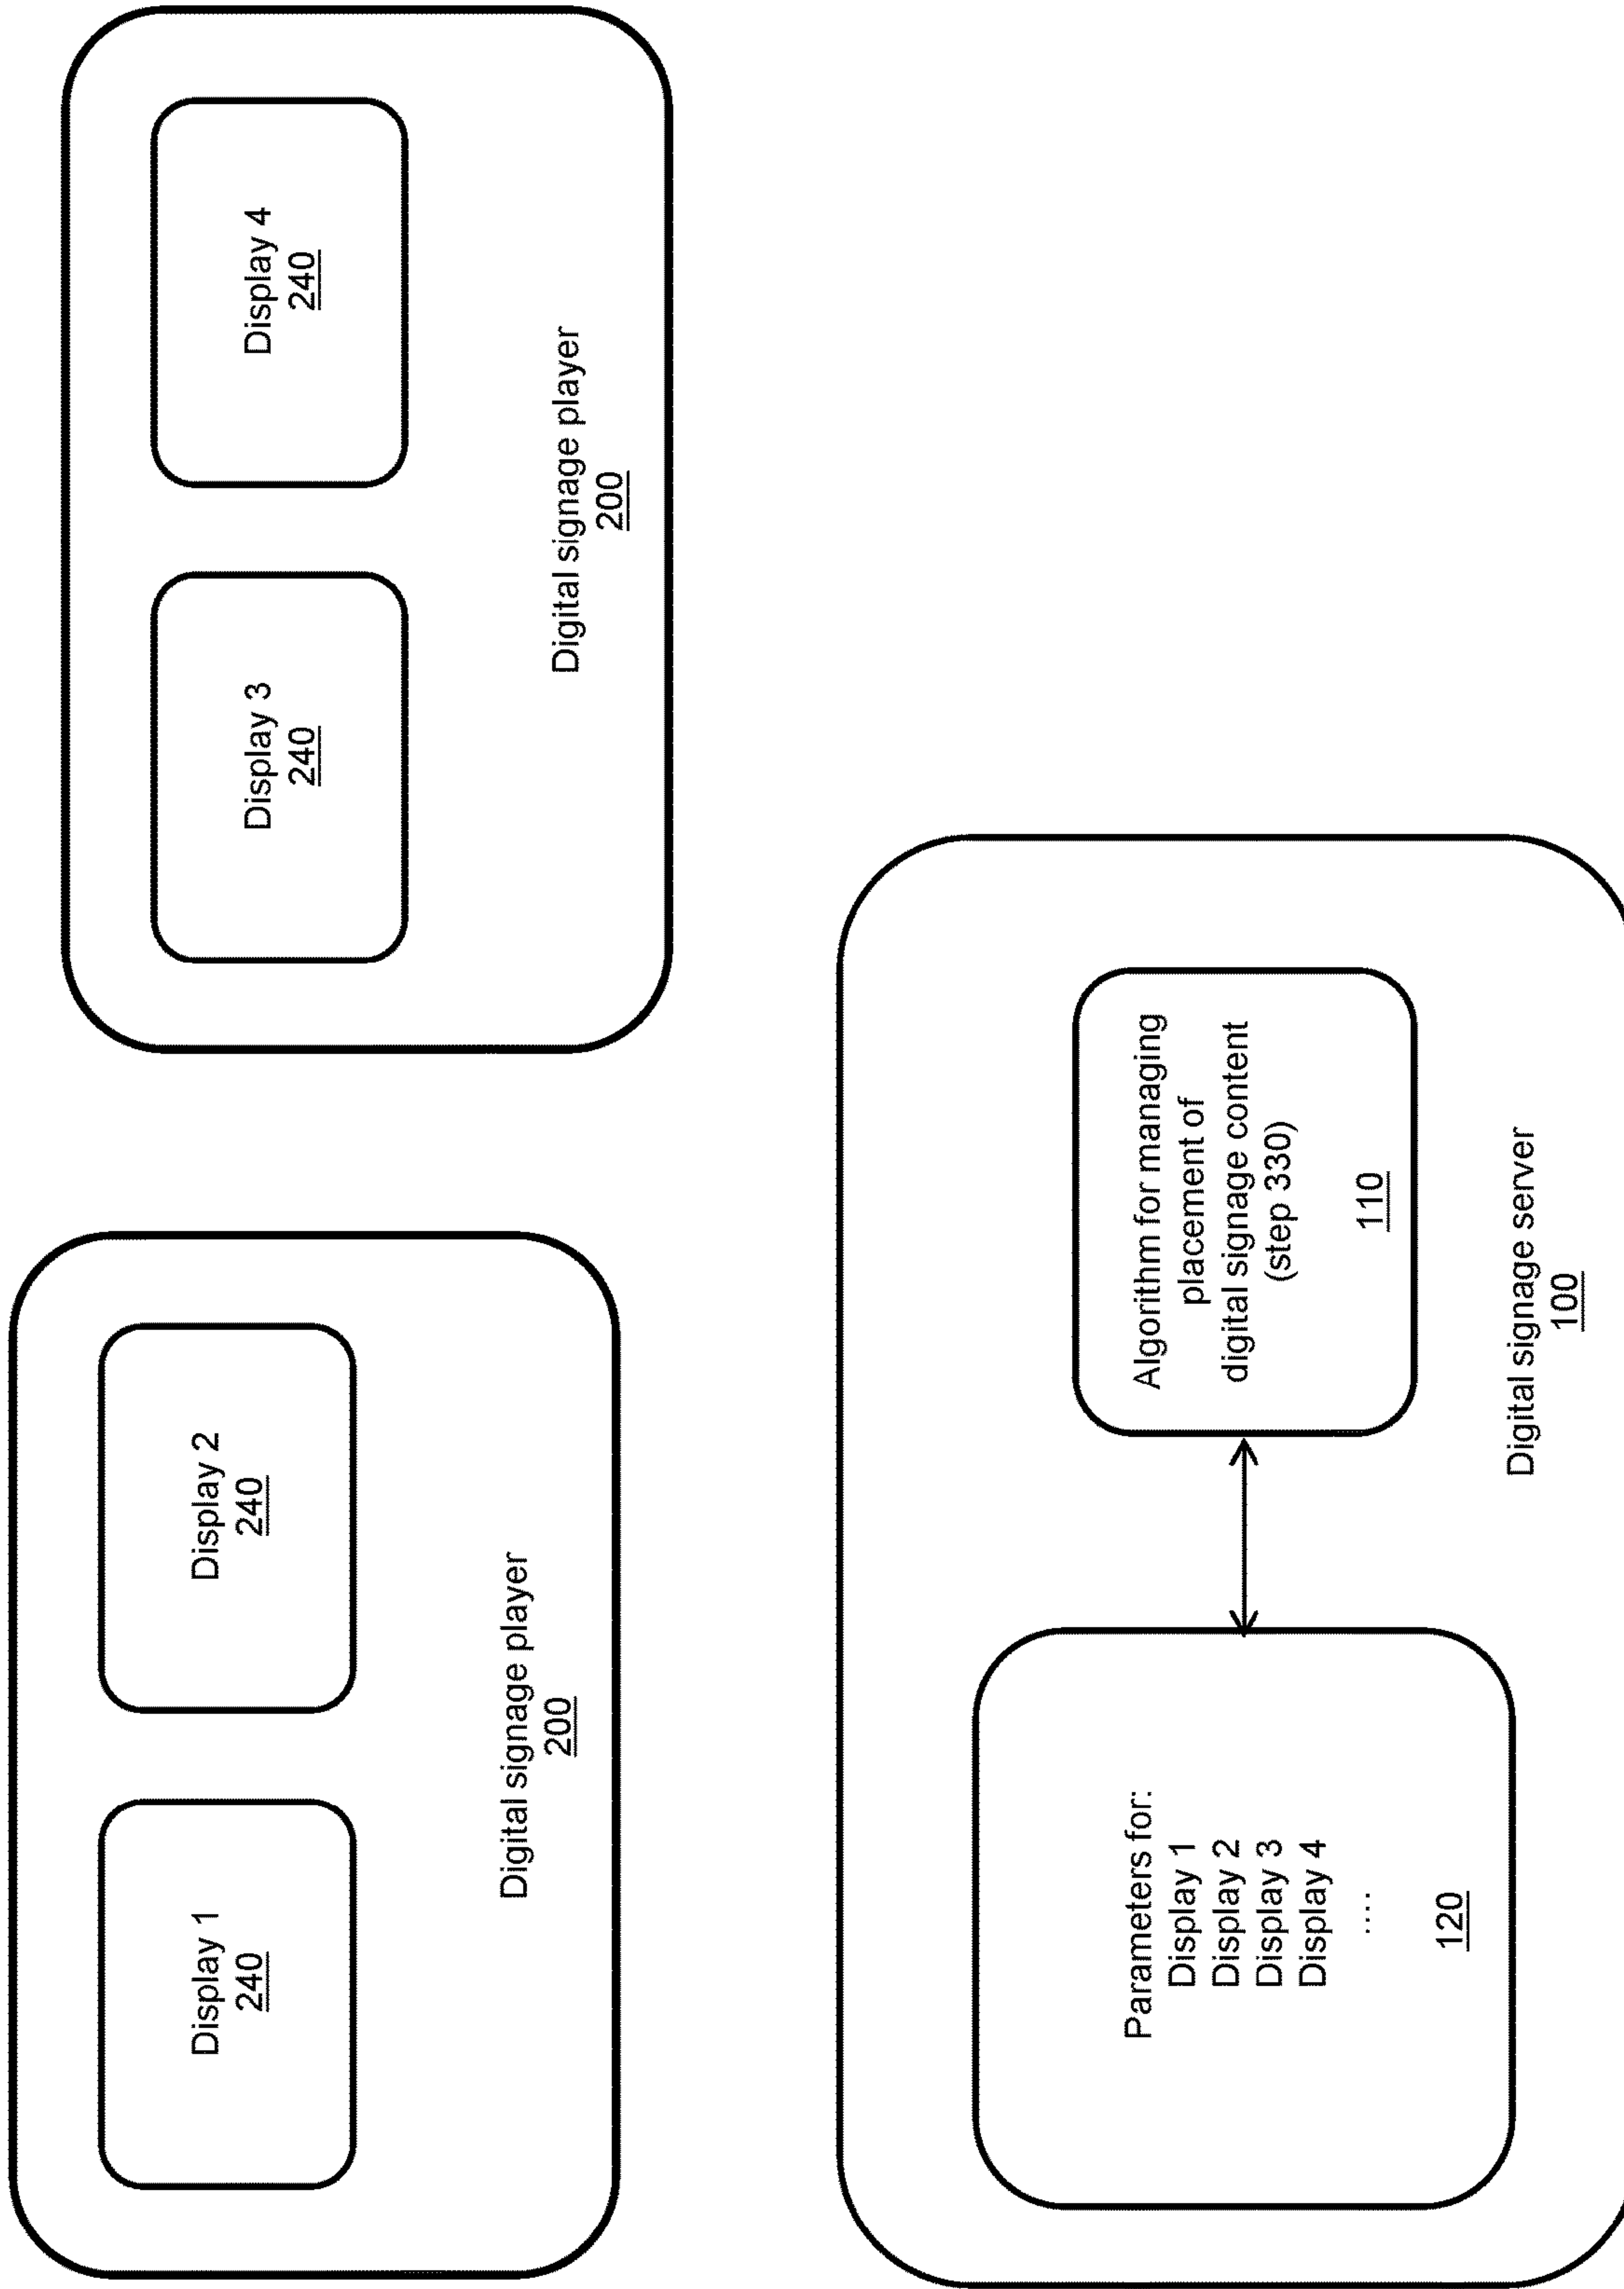 Display 1
240
Display 2
240
Digital signage player
200
Display 3
240
Display 4
240
Digital signage player
200
Parameters for:
Display 1
Display 2
Display 3
Display 4
....
120
Algorithm for managing
placement of
digital signage content
(step 330)
110
Digital signage server
100